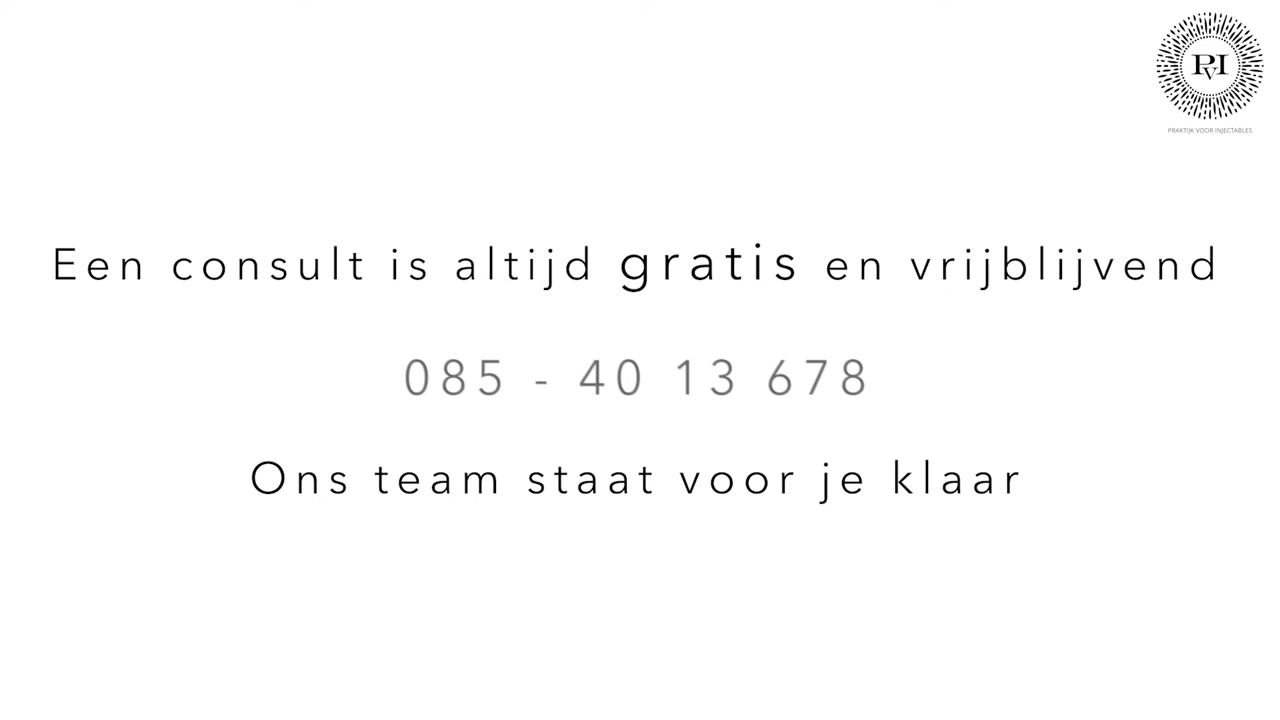 PVI
PRAKTIJK VOOR INJECTABLES
Een consult is altijd gratis en vrijblijvend
085 - 40 13 678
Ons team staat voor je klaar